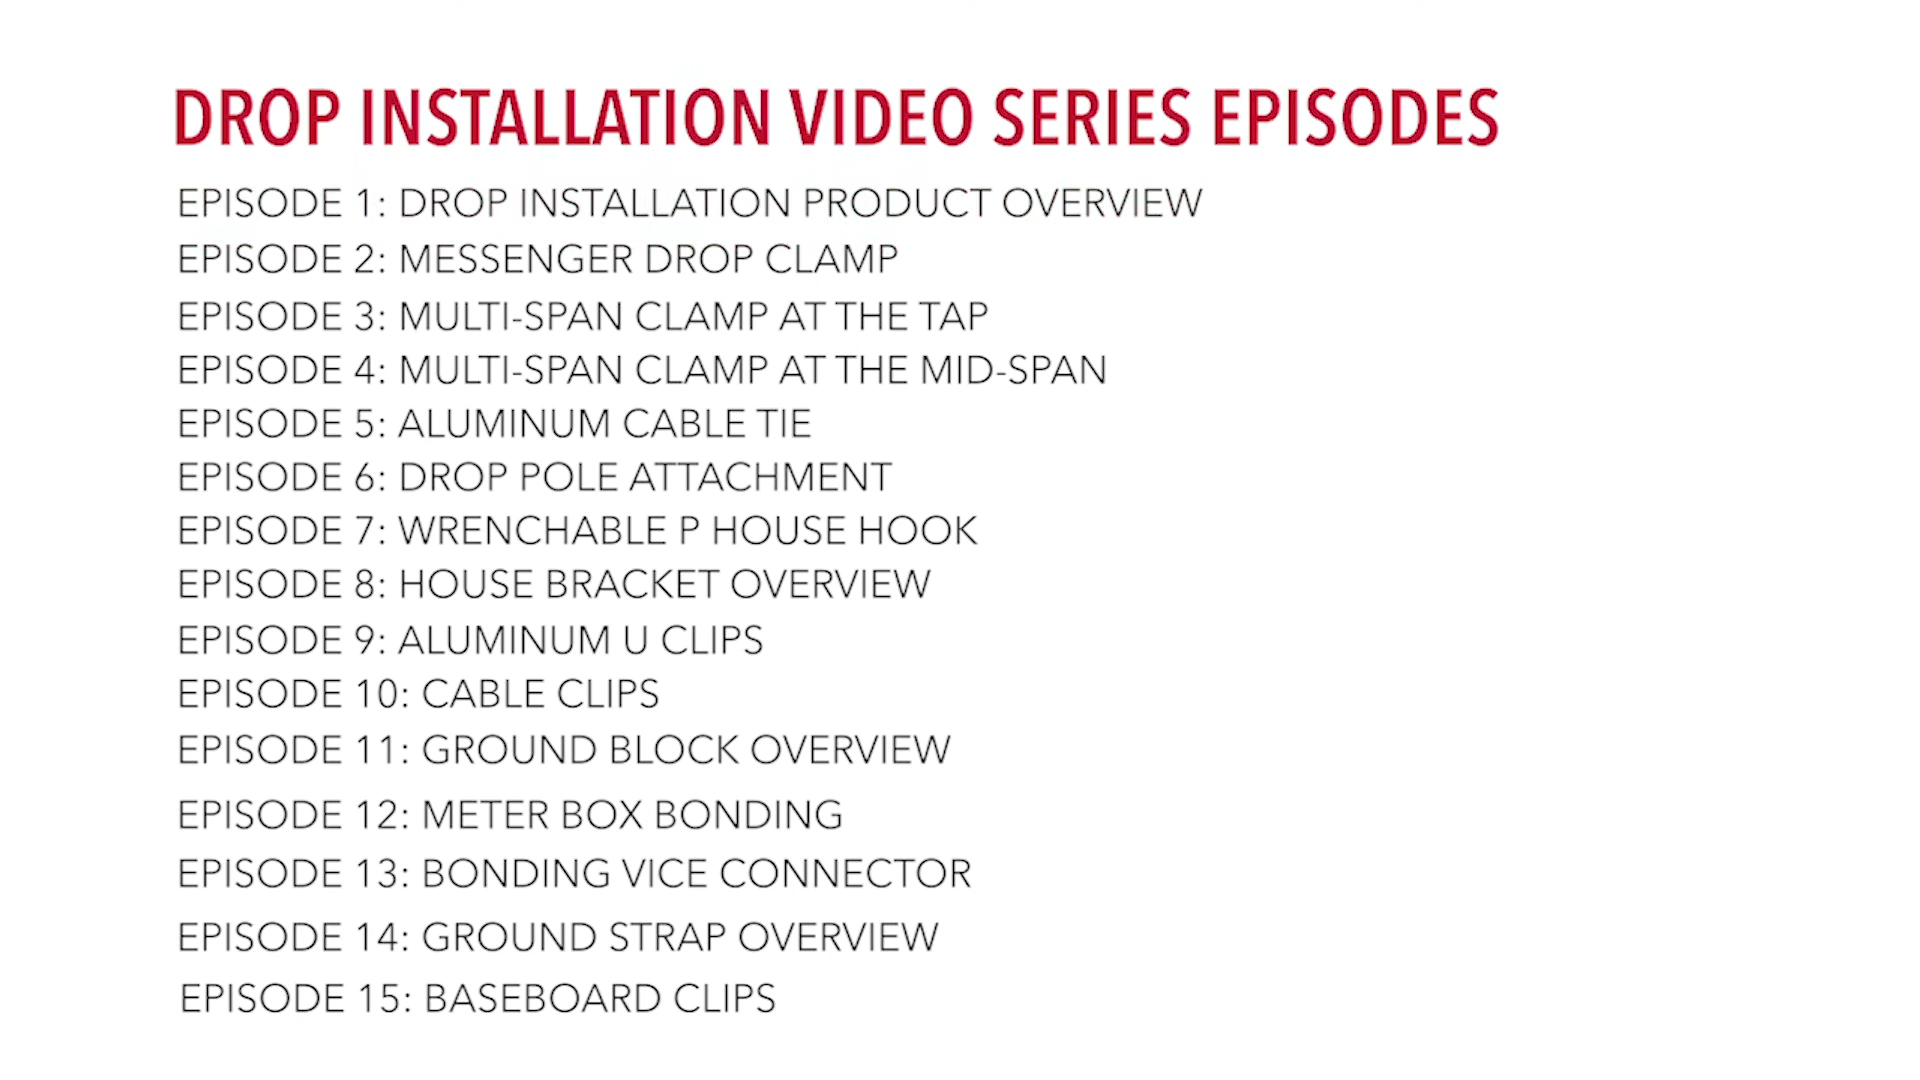 DROP INSTALLATION VIDEO SERIES EPISODES
EPISODE 1: DROP INSTALLATION PRODUCT OVERVIEW
EPISODE 2: MESSENGER DROP CLAMP
EPISODE 3: MULTI-SPAN CLAMP AT THE TAP
EPISODE 4: MULTI-SPAN CLAMP AT THE MID-SPAN
EPISODE 5: ALUMINUM CABLE TIE
EPISODE 6: DROP POLE ATTACHMENT
EPISODE 7: WRENCHABLE P HOUSE HOOK
EPISODE 8: HOUSE BRACKET OVERVIEW
EPISODE 9: ALUMINUM U CLIPS
EPISODE 10: CABLE CLIPS
EPISODE 11: GROUND BLOCK OVERVIEW
EPISODE 12: METER BOX BONDING
EPISODE 13: BONDING VICE CONNECTOR
EPISODE 14: GROUND STRAP OVERVIEW
EPISODE 15: BASEBOARD CLIPS